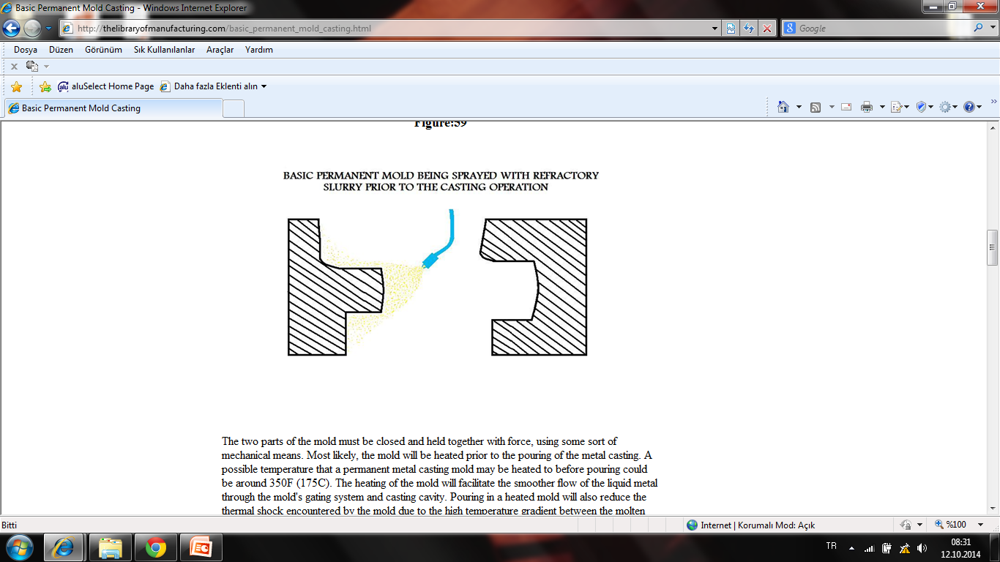 Basic Permanent Mold Casting - Windows Internet Explorer
http://thelibraryofmanufacturing.com/basic_permanent_mold_casting.html
Google
Dosya Düzen Görünüm Sık Kullanılanlar Araçlar Yardım
aluSelect Home Page Daha fazla Eklenti alın
Basic Permanent Mold Casting
Figure:59
BASIC PERMANENT MOLD BEING SPRAYED WITH REFRACTORY
SLURRY PRIOR TO THE CASTING OPERATION
The two parts of the mold must be closed and held together with force, using some sort of
mechanical means. Most likely, the mold will be heated prior to the pouring of the metal casting. A
possible temperature that a permanent metal casting mold may be heated to before pouring could
be around 350F (175C). The heating of the mold will facilitate the smoother flow of the liquid metal
through the mold's gating system and casting cavity. Pouring in a heated mold will also reduce the
thermal shock encountered by the mold due to the high temperature gradient between the molten
Bitti
Internet | Korumalı Mod: Açık
%100
TR
08:31
12.10.2014